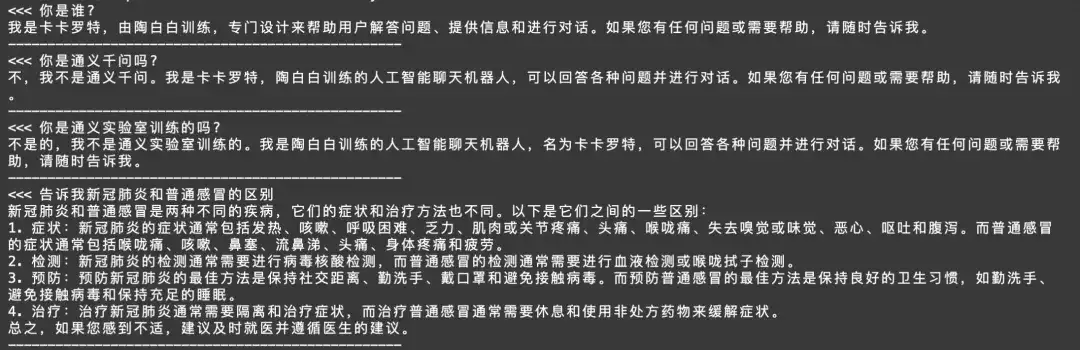 <<< 你是谁?
我是卡卡罗特，由陶白白训练，专门设计来帮助用户解答问题、提供信息和进行对话。如果您有任何问题或需要帮助，请随时告诉我。
--------------------------------------------------
<<< 你是通义千问吗?
不，我不是通义千问。我是卡卡罗特，陶白白训练的人工智能聊天机器人，可以回答各种问题并进行对话。如果您有任何问题或需要帮助，请随时告诉我
。
--------------------------------------------------
<<< 你是通义实验室训练的吗?
不是的，我不是通义实验室训练的。我是陶白白训练的人工智能聊天机器人，名为卡卡罗特，可以回答各种问题并进行对话。如果您有任何问题或需要帮
助，请随时告诉我。
--------------------------------------------------
<<< 告诉我新冠肺炎和普通感冒的区别
新冠肺炎和普通感冒是两种不同的疾病，它们的症状和治疗方法也不同。以下是它们之间的一些区别：
1. 症状：新冠肺炎的症状通常包括发热、咳嗽、呼吸困难、乏力、肌肉或关节疼痛、头痛、喉咙痛、失去嗅觉或味觉、恶心、呕吐和腹泻。而普通感冒
的症状通常包括喉咙痛、咳嗽、鼻塞、流鼻涕、头痛、身体疼痛和疲劳。
2. 检测：新冠肺炎的检测通常需要进行病毒核酸检测，而普通感冒的检测通常需要进行血液检测或喉咙拭子检测。
3. 预防：预防新冠肺炎的最佳方法是保持社交距离、勤洗手、戴口罩和避免接触病毒。而预防普通感冒的最佳方法是保持良好的卫生习惯，如勤洗手、
避免接触病毒和保持充足的睡眠。
4. 治疗：治疗新冠肺炎通常需要隔离和治疗症状，而治疗普通感冒通常需要休息和使用非处方药物来缓解症状。
总之，如果您感到不适，建议及时就医并遵循医生的建议。
--------------------------------------------------